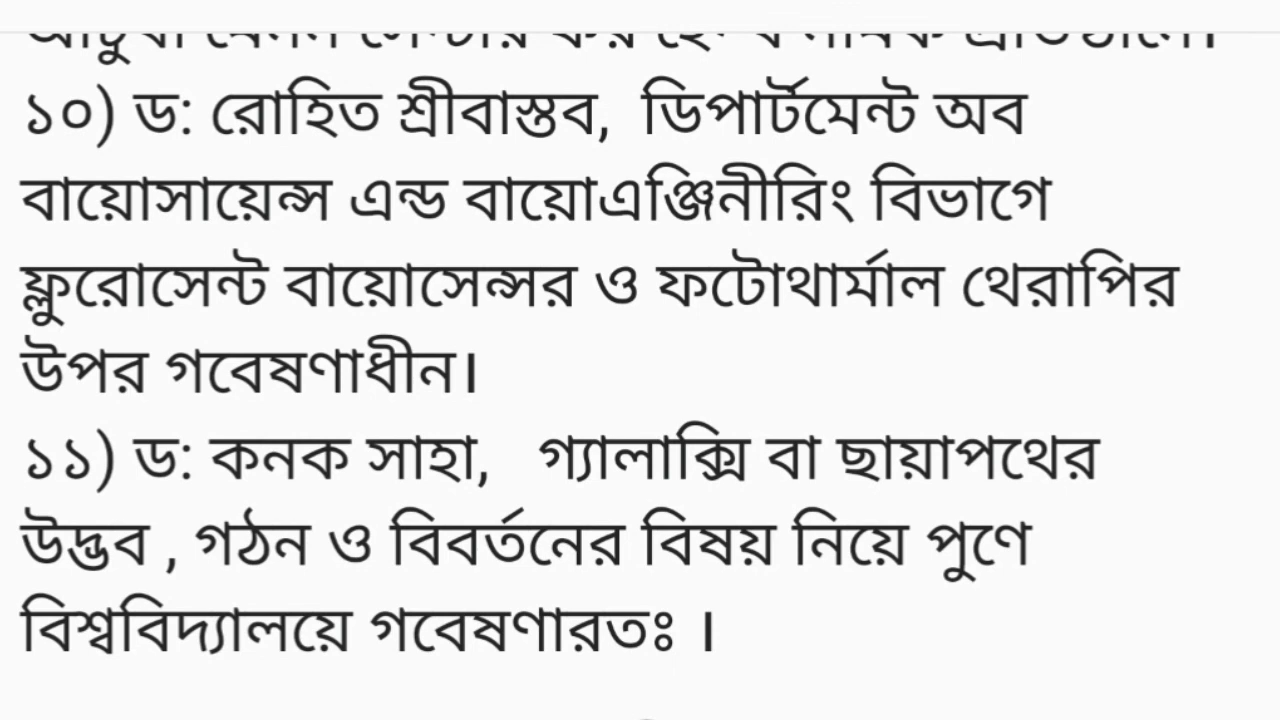 ১০) ড: রোহিত শ্রীবাস্তব, ডিপার্টমেন্ট অব
বায়োসায়েন্স এন্ড বায়োএঞ্জিনীরিং বিভাগে
ফ্লুরোসেন্ট বায়োসেন্সর ও ফটোথার্মাল থেরাপির
উপর গবেষণাধীন।
১১) ড: কনক সাহা, গ্যালাক্সি বা ছায়াপথের
উদ্ভব , গঠন ও বিবর্তনের বিষয় নিয়ে পুণে
বিশ্ববিদ্যালয়ে গবেষণারতঃ ।